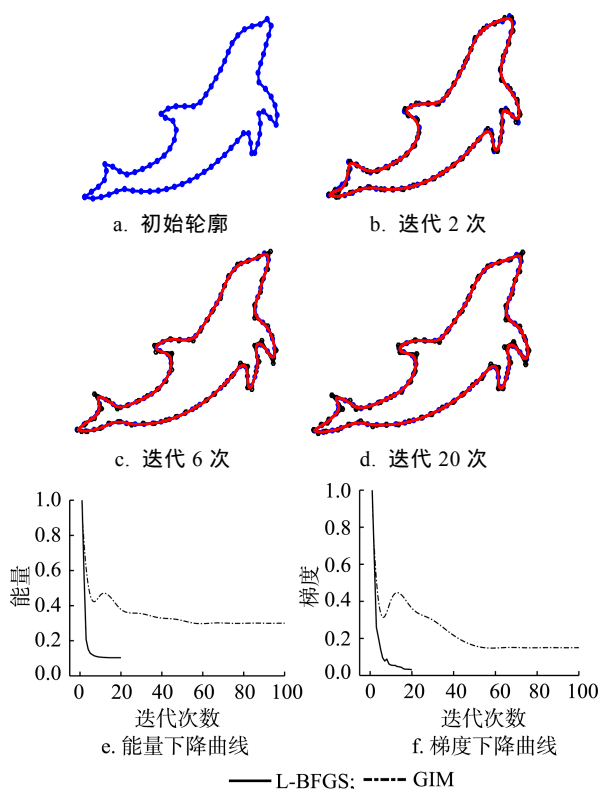 a. 初始轮廓
b. 迭代 2 次
c. 迭代 6 次
d. 迭代 20 次
能量
1.0
0.8
0.6
0.4
0.2
0.0
0 20 40 60 80 100
迭代次数
e. 能量下降曲线
梯度
1.0
0.8
0.6
0.4
0.2
0.0
0 20 40 60 80 100
迭代次数
f. 梯度下降曲线
L-BFGS; GIM